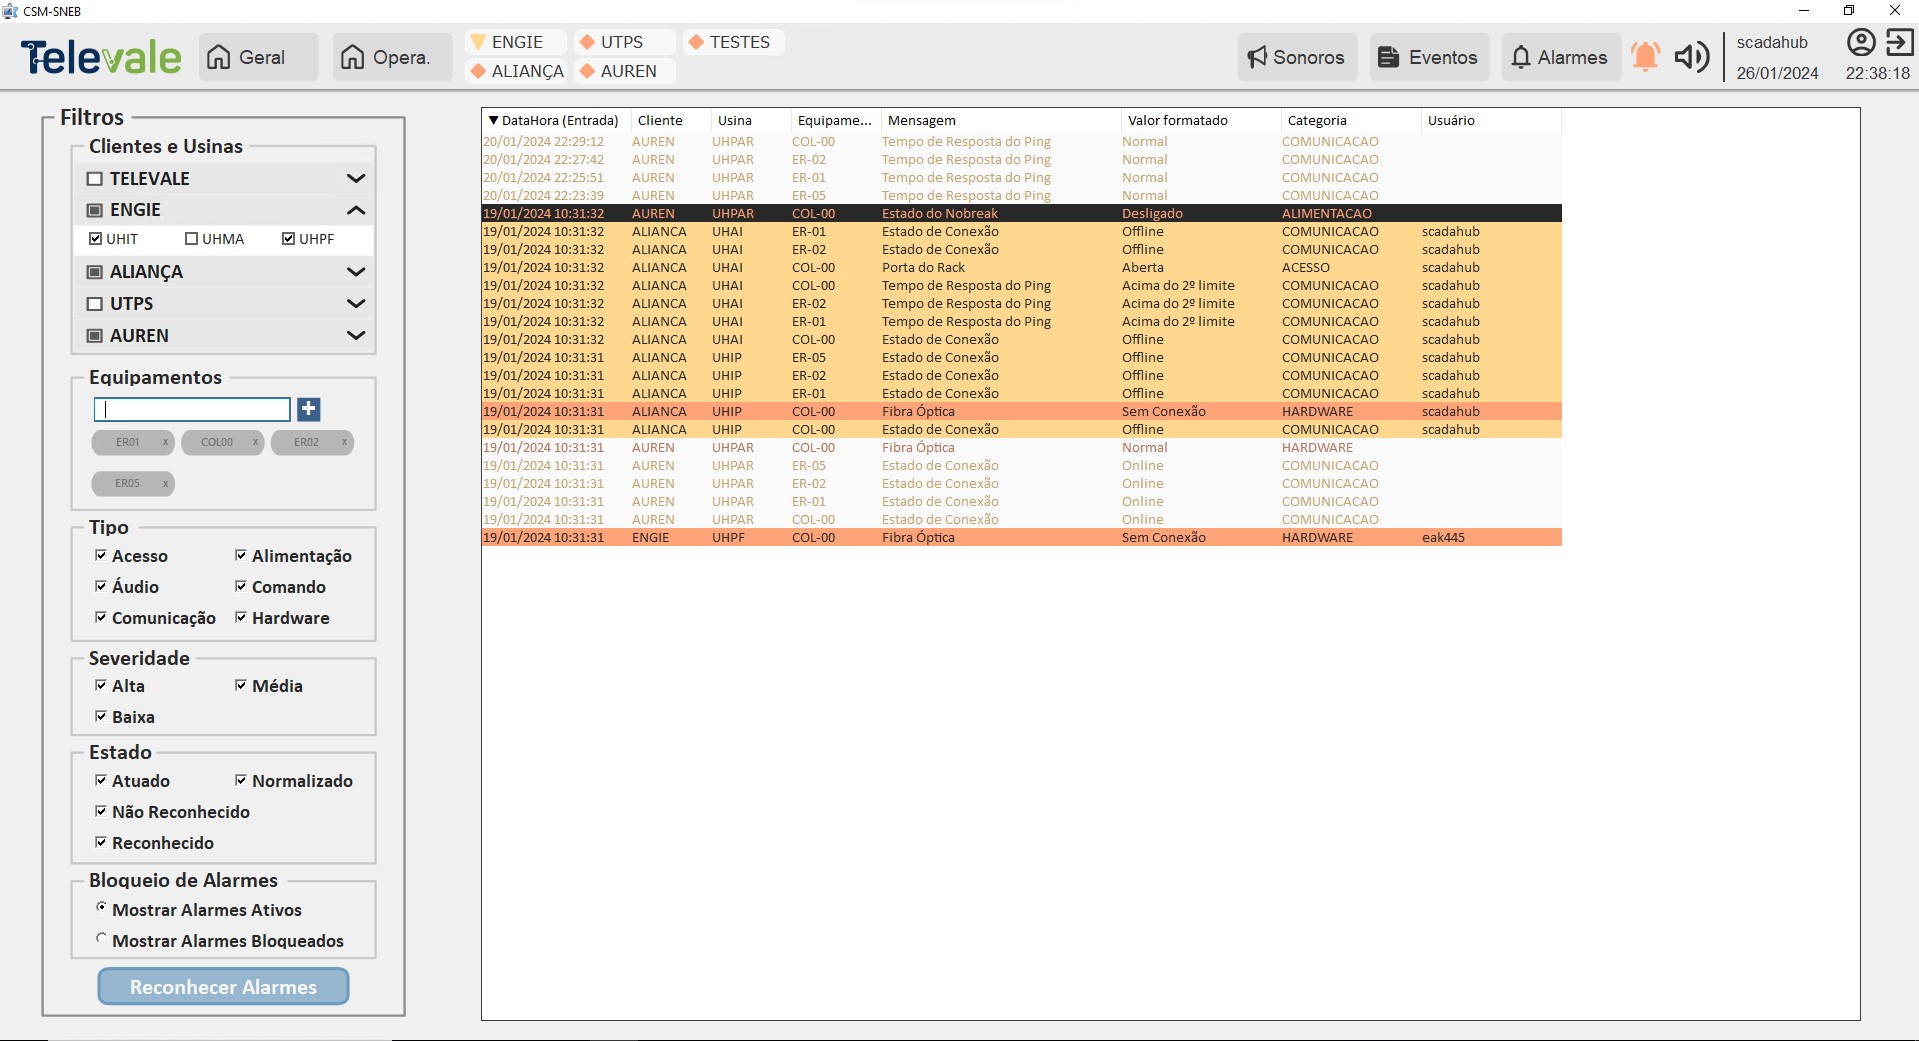 CSM-SNEB
Televale
Geral
Opera.
ENGIE
UTPS
TESTES
ALIANÇA
AUREN
Sonoros
Eventos
Alarmes
scadahub
26/01/2024
22:38:18
Filtros
Clientes e Usinas
TELEVALE
ENGIE
UHIT UHMA UHPF
ALIANÇA
UTPS
AUREN
Equipamentos
ER01 x COL00 x ER02 x
ER05 x
Tipo
Acesso Alimentação
Áudio Comando
Comunicação Hardware
Severidade
Alta Média
Baixa
Estado
Atuado Normalizado
Não Reconhecido
Reconhecido
Bloqueio de Alarmes
Mostrar Alarmes Ativos
Mostrar Alarmes Bloqueados
Reconhecer Alarmes
DataHora (Entrada) Cliente Usina Equipame... Mensagem Valor formatado Categoria Usuário
20/01/2024 22:29:12 AUREN UHPAR COL-00 Tempo de Resposta do Ping Normal COMUNICACAO
20/01/2024 22:27:42 AUREN UHPAR ER-02 Tempo de Resposta do Ping Normal COMUNICACAO
20/01/2024 22:25:51 AUREN UHPAR ER-01 Tempo de Resposta do Ping Normal COMUNICACAO
20/01/2024 22:23:39 AUREN UHPAR ER-05 Tempo de Resposta do Ping Normal COMUNICACAO
19/01/2024 10:31:32 AUREN UHPAR COL-00 Estado do Nobreak Desligado ALIMENTACAO
19/01/2024 10:31:32 ALIANCA UHAI ER-01 Estado de Conexão Offline COMUNICACAO scadahub
19/01/2024 10:31:32 ALIANCA UHAI ER-02 Estado de Conexão Offline COMUNICACAO scadahub
19/01/2024 10:31:32 ALIANCA UHAI COL-00 Porta do Rack Aberta ACESSO scadahub
19/01/2024 10:31:32 ALIANCA UHAI COL-00 Tempo de Resposta do Ping Acima do 2º limite COMUNICACAO scadahub
19/01/2024 10:31:32 ALIANCA UHAI ER-02 Tempo de Resposta do Ping Acima do 2º limite COMUNICACAO scadahub
19/01/2024 10:31:32 ALIANCA UHAI ER-01 Tempo de Resposta do Ping Acima do 2º limite COMUNICACAO scadahub
19/01/2024 10:31:32 ALIANCA UHAI COL-00 Estado de Conexão Offline COMUNICACAO scadahub
19/01/2024 10:31:31 ALIANCA UHIP ER-05 Estado de Conexão Offline COMUNICACAO scadahub
19/01/2024 10:31:31 ALIANCA UHIP ER-02 Estado de Conexão Offline COMUNICACAO scadahub
19/01/2024 10:31:31 ALIANCA UHIP ER-01 Estado de Conexão Offline COMUNICACAO scadahub
19/01/2024 10:31:31 ALIANCA UHIP COL-00 Fibra Óptica Sem Conexão HARDWARE scadahub
19/01/2024 10:31:31 ALIANCA UHIP COL-00 Estado de Conexão Offline COMUNICACAO scadahub
19/01/2024 10:31:31 AUREN UHPAR COL-00 Fibra Óptica Normal HARDWARE
19/01/2024 10:31:31 AUREN UHPAR ER-05 Estado de Conexão Online COMUNICACAO
19/01/2024 10:31:31 AUREN UHPAR ER-02 Estado de Conexão Online COMUNICACAO
19/01/2024 10:31:31 AUREN UHPAR ER-01 Estado de Conexão Online COMUNICACAO
19/01/2024 10:31:31 AUREN UHPAR COL-00 Estado de Conexão Online COMUNICACAO
19/01/2024 10:31:31 ENGIE UHPF COL-00 Fibra Óptica Sem Conexão HARDWARE eak445